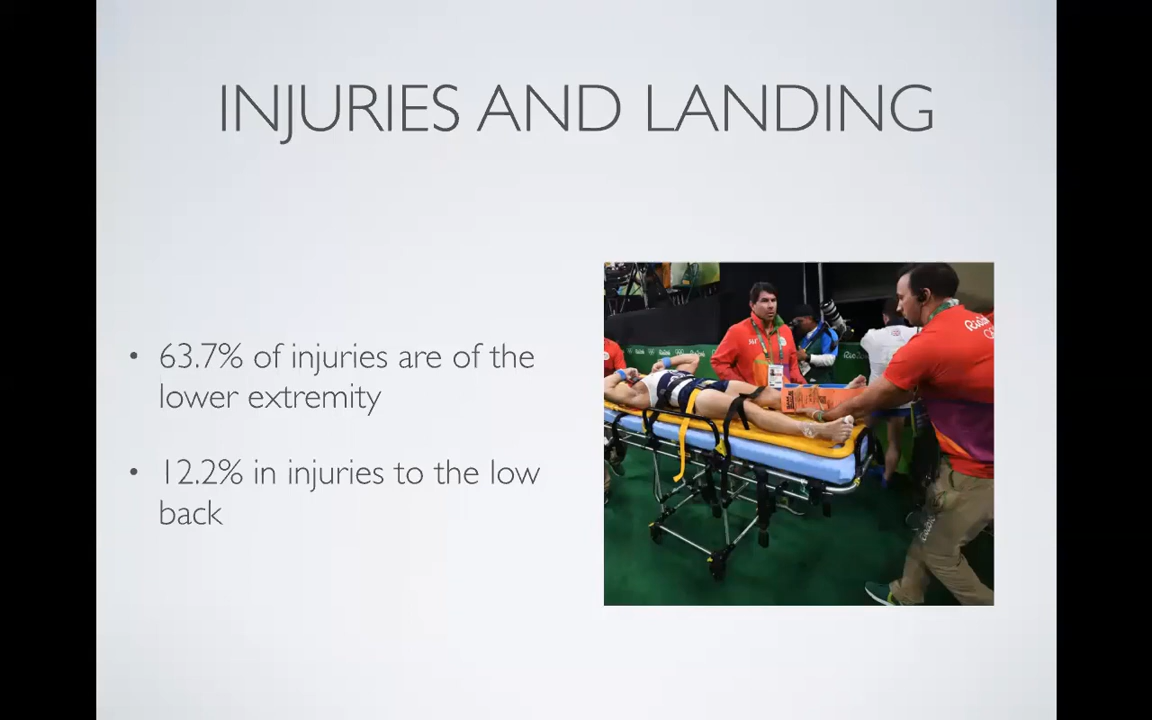 INJURIES AND LANDING
• 63.7% of injuries are of the
lower extremity
• 12.2% in injuries to the low
back